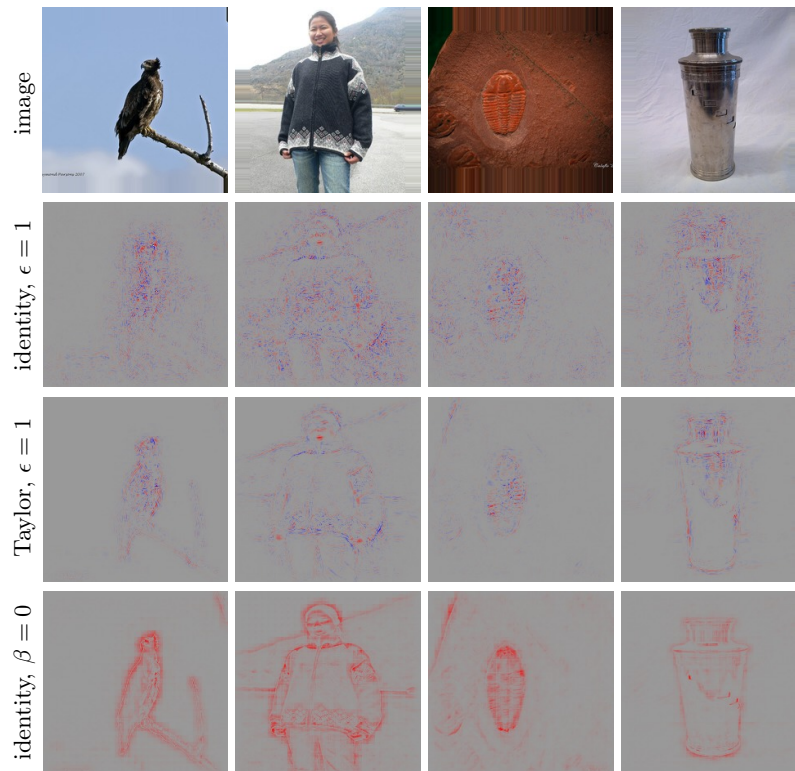 image
identity, ϵ = 1
Taylor, ϵ = 1
identity, β = 0